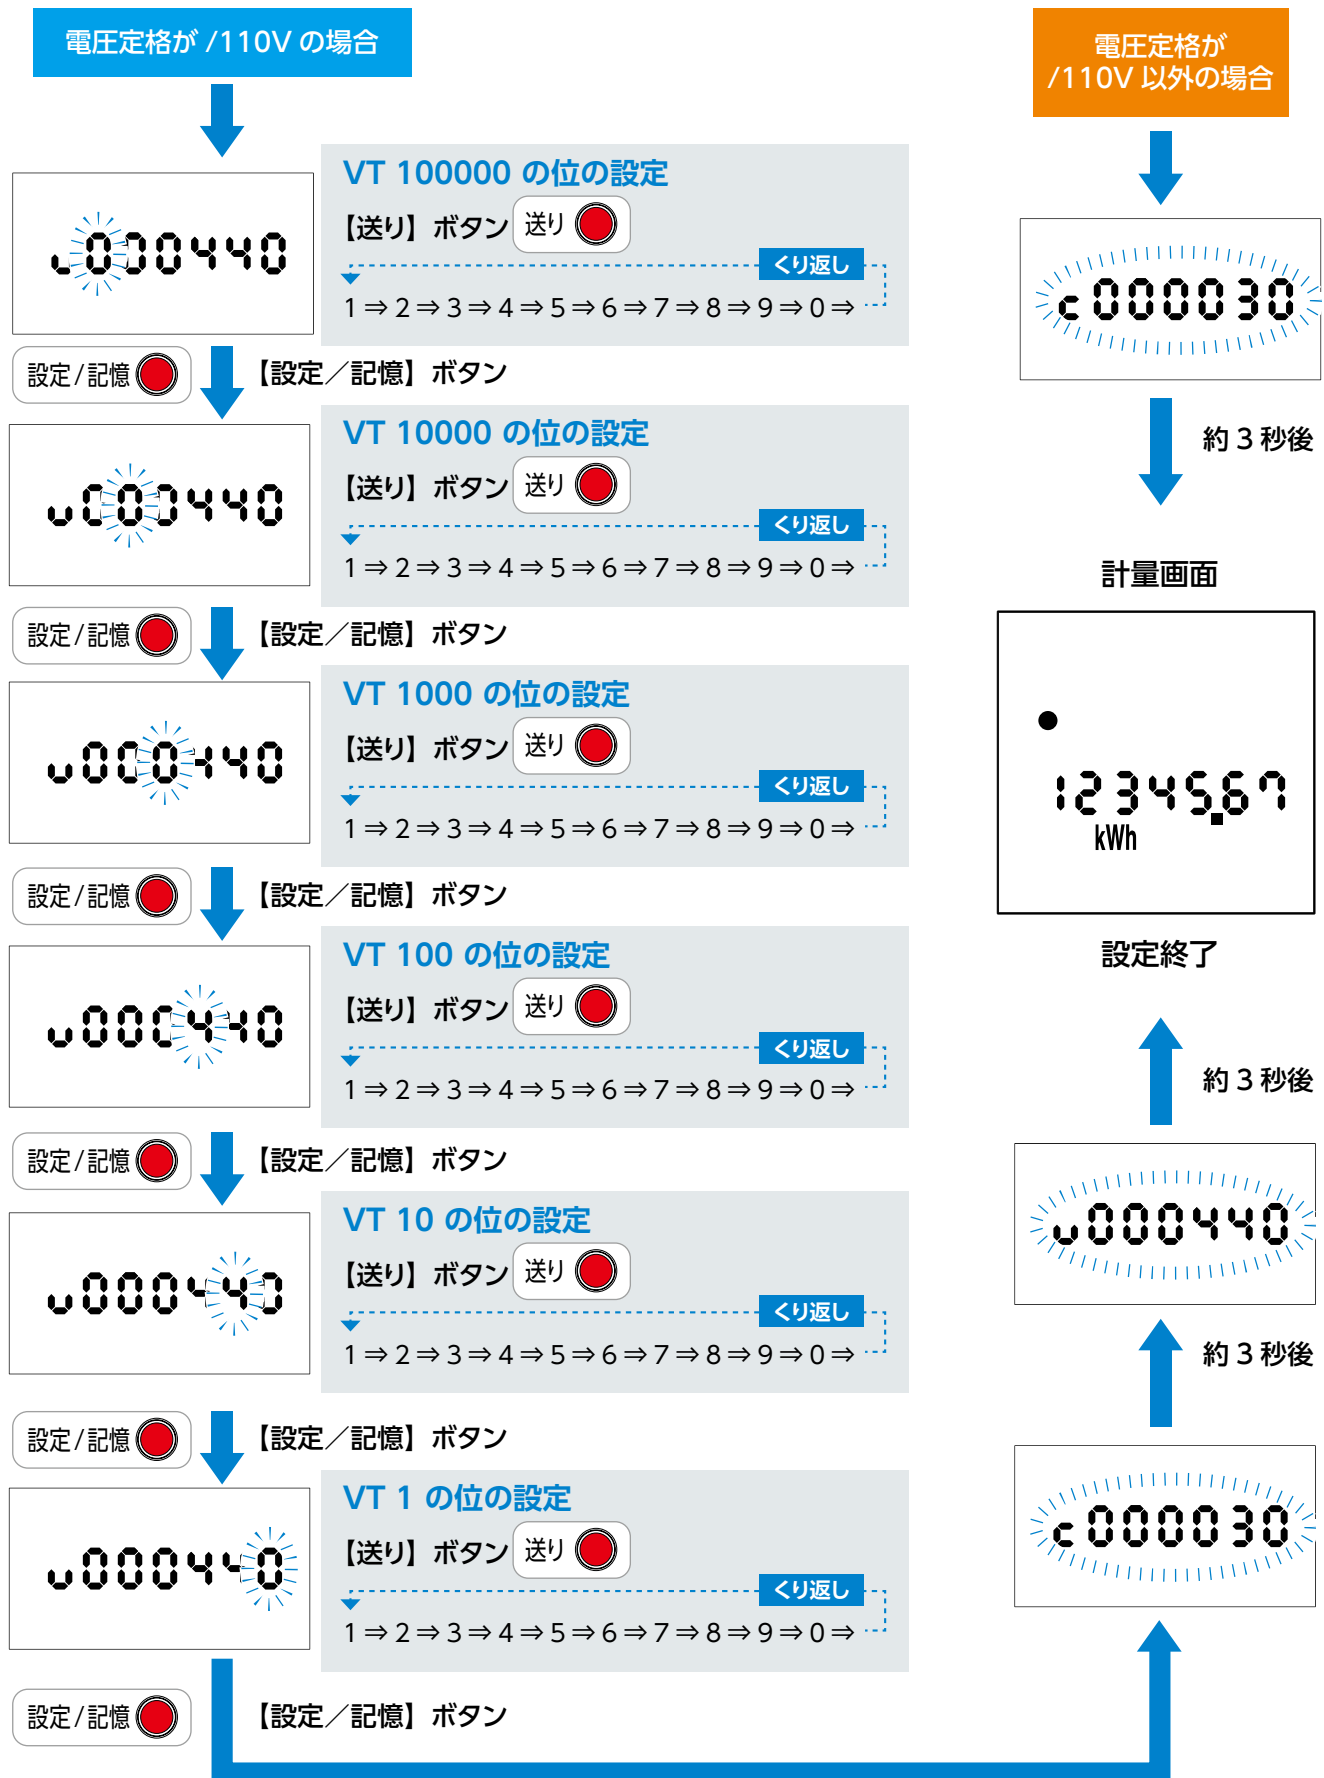 電圧定格が /110V の場合
VT 100000 の位の設定
【送り】ボタン 送り
くり返し
1⇒2⇒3⇒4⇒5⇒6⇒7⇒8⇒9⇒0⇒
u000440
設定/記憶 【設定／記憶】ボタン
VT 10000 の位の設定
【送り】ボタン 送り
くり返し
1⇒2⇒3⇒4⇒5⇒6⇒7⇒8⇒9⇒0⇒
u000440
設定/記憶 【設定／記憶】ボタン
VT 1000 の位の設定
【送り】ボタン 送り
くり返し
1⇒2⇒3⇒4⇒5⇒6⇒7⇒8⇒9⇒0⇒
u000440
設定/記憶 【設定／記憶】ボタン
VT 100 の位の設定
【送り】ボタン 送り
くり返し
1⇒2⇒3⇒4⇒5⇒6⇒7⇒8⇒9⇒0⇒
u000440
設定/記憶 【設定／記憶】ボタン
VT 10 の位の設定
【送り】ボタン 送り
くり返し
1⇒2⇒3⇒4⇒5⇒6⇒7⇒8⇒9⇒0⇒
u000440
設定/記憶 【設定／記憶】ボタン
VT 1 の位の設定
【送り】ボタン 送り
くり返し
1⇒2⇒3⇒4⇒5⇒6⇒7⇒8⇒9⇒0⇒
u000440
設定/記憶 【設定／記憶】ボタン
電圧定格が
/110V 以外の場合
c000030
約 3 秒後
計量画面
12345.67
kWh
設定終了
約 3 秒後
u000440
約 3 秒後
c000030